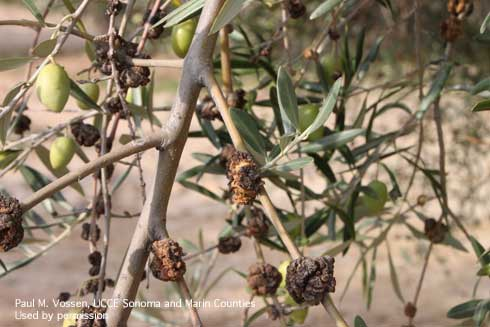 Paul M. Vossen, UCCE Sonoma and Marin Counties
Used by permission